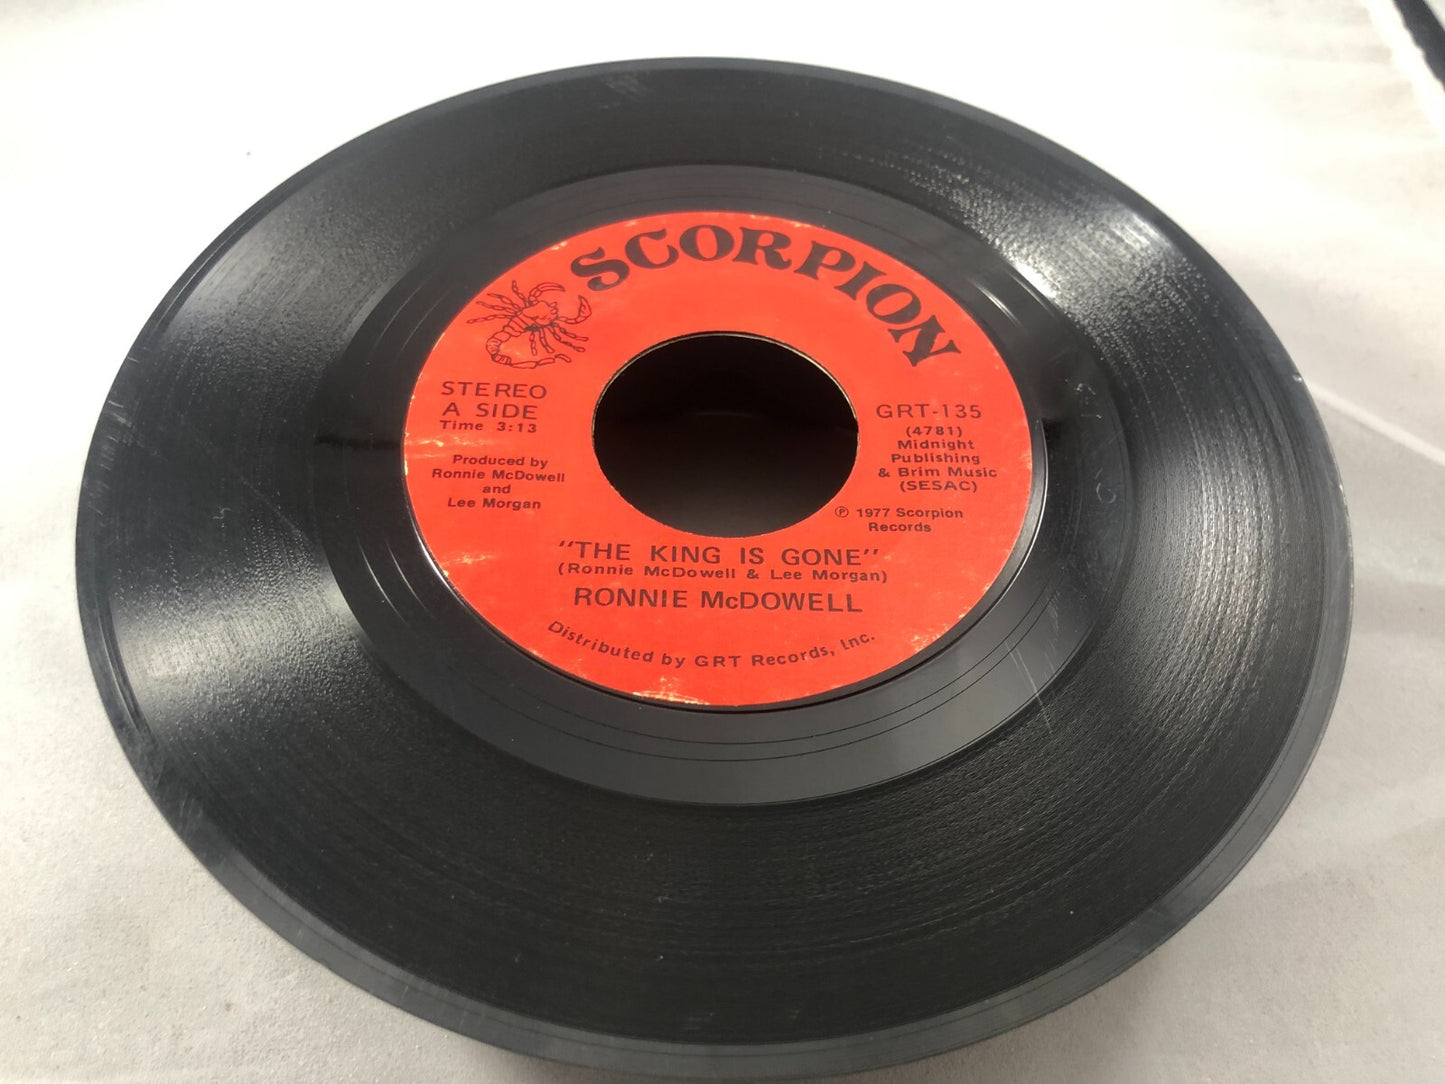 SCORPION
STEREO
A SIDE
Time 3:13
Produced by
Ronnie McDowell
and
Lee Morgan
GRT-135
(4781)
Midnight
Publishing
& Brim Music
(SESAC)
℗ 1977 Scorpion
Records
"THE KING IS GONE"
(Ronnie McDowell & Lee Morgan)
RONNIE McDOWELL
Distributed by GRT Records, Inc.